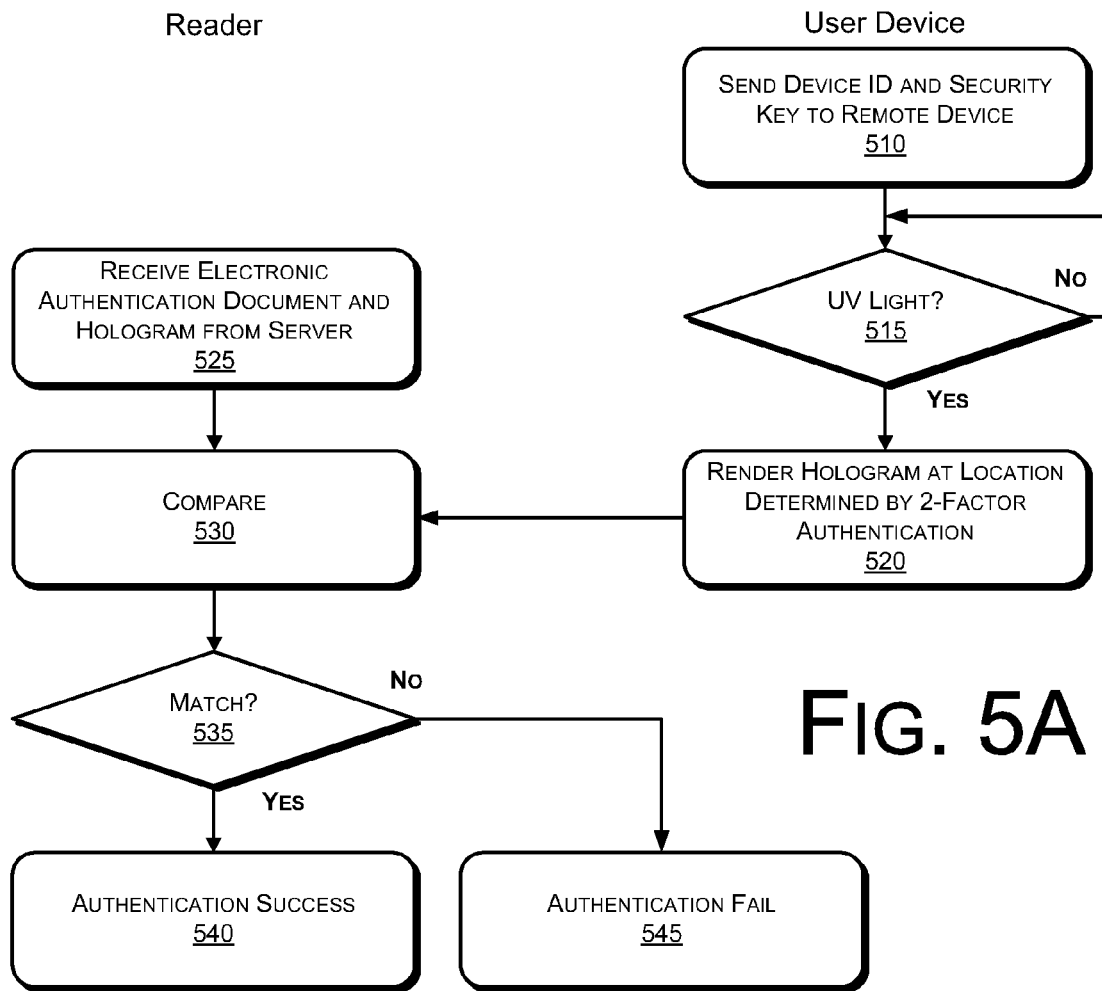 Reader
User Device
SEND DEVICE ID AND SECURITY
KEY TO REMOTE DEVICE
510
RECEIVE ELECTRONIC
AUTHENTICATION DOCUMENT AND
HOLOGRAM FROM SERVER
525
UV LIGHT?
515
NO
YES
COMPARE
530
RENDER HOLOGRAM AT LOCATION
DETERMINED BY 2-FACTOR
AUTHENTICATION
520
MATCH?
535
NO
YES
FIG. 5A
AUTHENTICATION SUCCESS
540
AUTHENTICATION FAIL
545